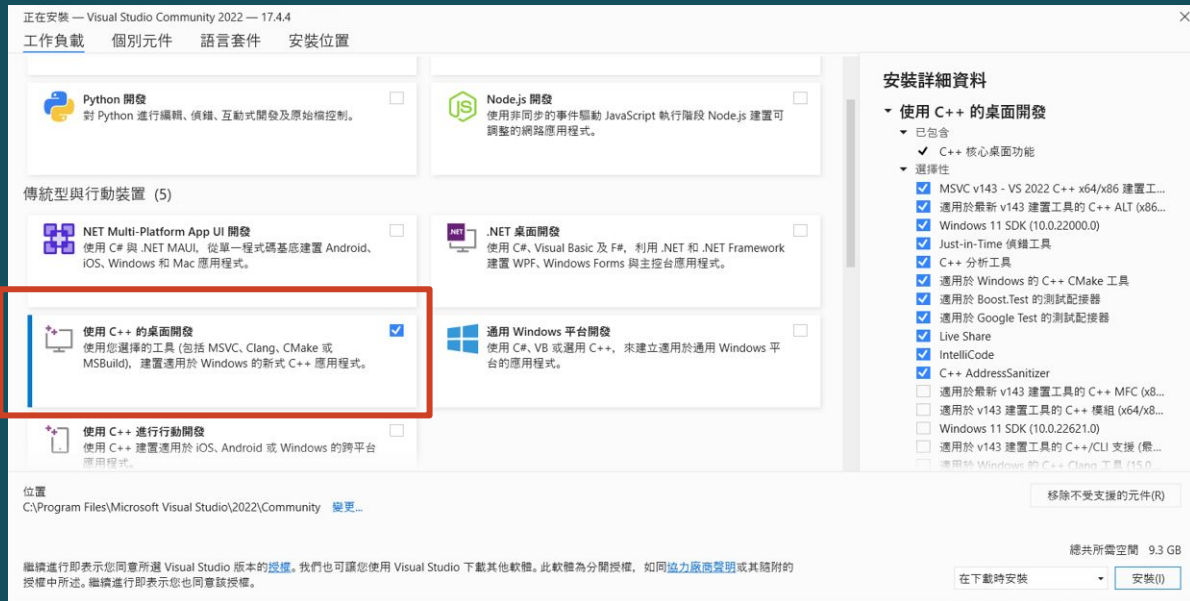 正在安裝 — Visual Studio Community 2022 — 17.4.4
工作負載 個別元件 語言套件 安裝位置
Python 開發
對 Python 進行編輯、偵錯、互動式開發及原始檔控制。
Node.js 開發
使用非同步的事件驅動 JavaScript 執行階段 Node.js 建置可
調整的網路應用程式。
傳統型與行動裝置 (5)
.NET Multi-Platform App UI 開發
使用 C# 與 .NET MAUI，從單一程式碼基底建置 Android、
iOS、Windows 和 Mac 應用程式。
.NET
.NET 桌面開發
使用 C#、Visual Basic 及 F#，利用 .NET 和 .NET Framework
建置 WPF、Windows Forms 與主控台應用程式。
使用 C++ 的桌面開發
使用您選擇的工具 (包括 MSVC、Clang、CMake 或
MSBuild)，建置適用於 Windows 的新式 C++ 應用程式。
通用 Windows 平台開發
使用 C#、VB 或選用 C++，來建立適用於通用 Windows 平
台的應用程式。
使用 C++ 進行行動開發
使用 C++ 建置適用於 iOS、Android 或 Windows 的跨平台
應用程式。
安裝詳細資料
使用 C++ 的桌面開發
已包含
C++ 核心桌面功能
選擇性
MSVC v143 - VS 2022 C++ x64/x86 建置工...
適用於最新 v143 建置工具的 C++ ALT (x86...
Windows 11 SDK (10.0.22000.0)
Just-in-Time 偵錯工具
C++ 分析工具
適用於 Windows 的 C++ CMake 工具
適用於 Boost.Test 的測試配接器
適用於 Google Test 的測試配接器
Live Share
IntelliCode
C++ AddressSanitizer
適用於最新 v143 建置工具的 C++ MFC (x8...
適用於 v143 建置工具的 C++ 模組 (x64/x8...
Windows 11 SDK (10.0.22621.0)
適用於 v143 建置工具的 C++/CLI 支援 (最...
適用於 Windows 的 C++ Clang 工具 (15.0...
位置
C:\Program Files\Microsoft Visual Studio\2022\Community 變更...
移除不受支援的元件(R)
總共所需空間 9.3 GB
繼續進行即表示您同意所選 Visual Studio 版本的授權。我們也可讓您使用 Visual Studio 下載其他軟體。此軟體為分開授權，如同協力廠商聲明或其隨附的
授權中所述。繼續進行即表示您也同意該授權。
在下載時安裝
安裝(I)